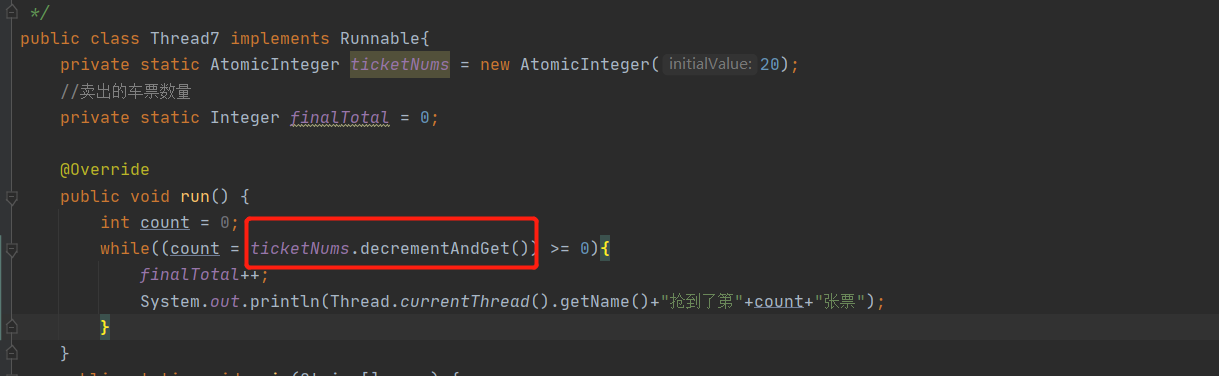 */
public class Thread7 implements Runnable{
private static AtomicInteger ticketNums = new AtomicInteger( initialValue: 20);
//卖出的车票数量
private static Integer finalTotal = 0;
@Override
public void run() {
int count = 0;
while((count = ticketNums.decrementAndGet()) >= 0){
finalTotal++;
System.out.println(Thread.currentThread().getName()+"抢到了第"+count+"张票");
}
}